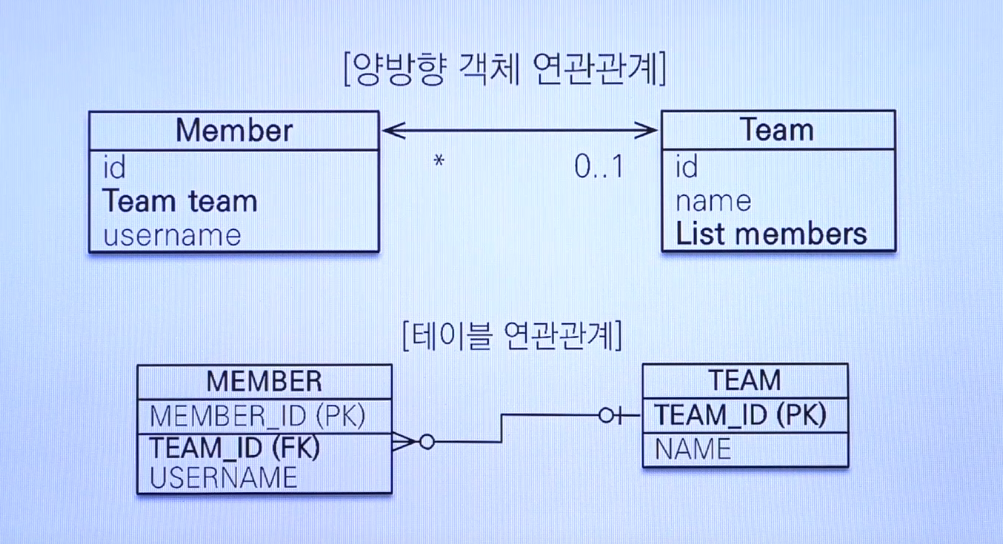 [양방향 객체 연관관계]
Member
id
Team team
username
*
0..1
Team
id
name
List members
[테이블 연관관계]
MEMBER
MEMBER_ID (PK)
TEAM_ID (FK)
USERNAME
TEAM
TEAM_ID (PK)
NAME